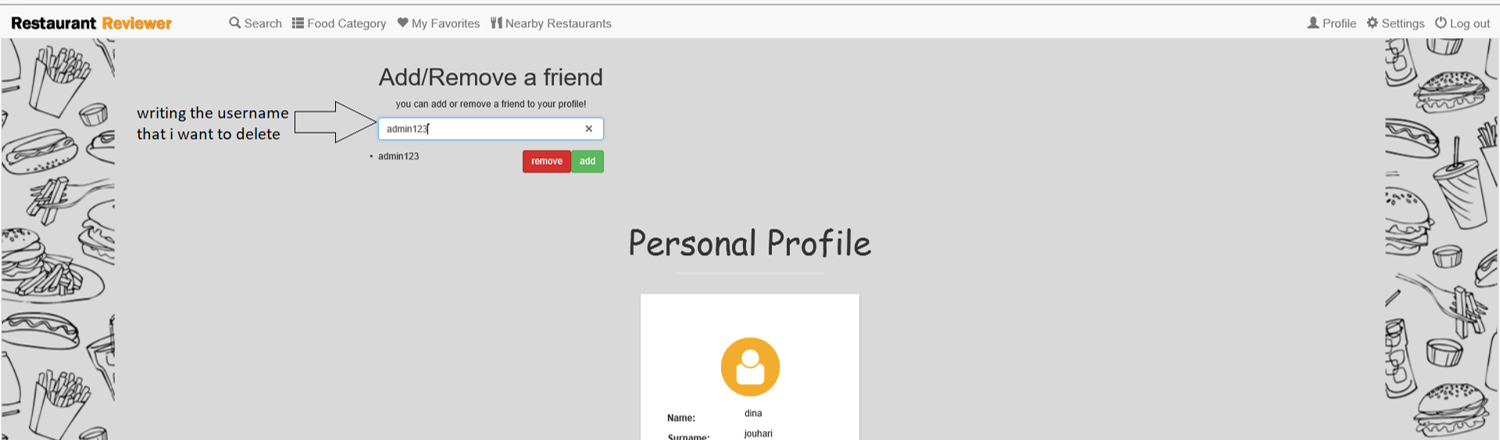 Restaurant Reviewer Search Food Category My Favorites Nearby Restaurants Profile Settings Log out
Add/Remove a friend
you can add or remove a friend to your profile!
writing the username
that i want to delete
admin123
• admin123 remove add
Personal Profile
Name: dina
Surname: jouhari